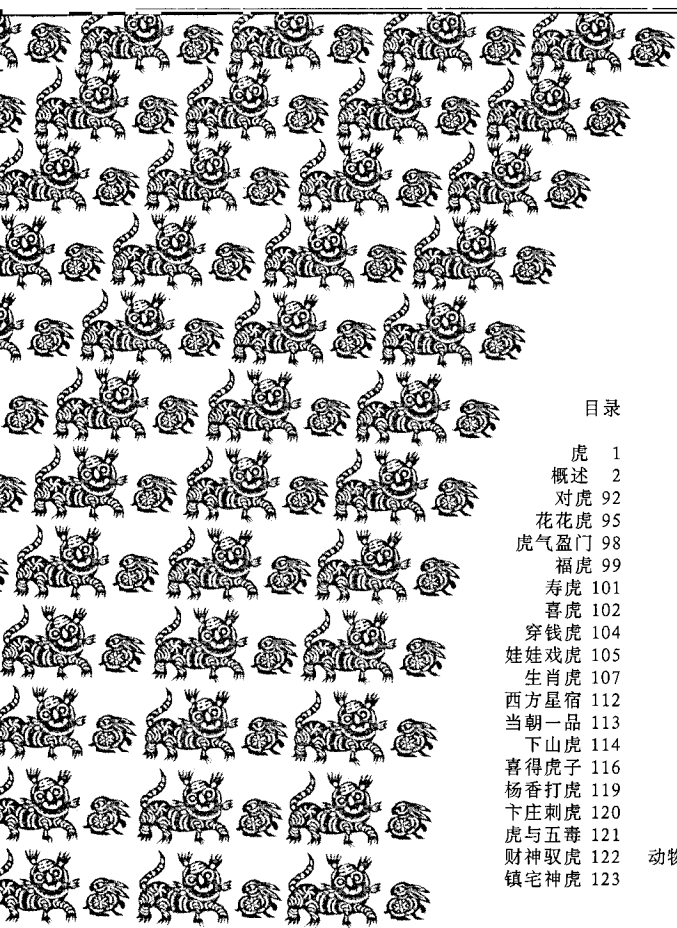 目录
虎 1
概述 2
对虎 92
花花虎 95
虎气盈门 98
福虎 99
寿虎 101
喜虎 102
穿钱虎 104
娃娃戏虎 105
生肖虎 107
西方星宿 112
当朝一品 113
下山虎 114
喜得虎子 116
杨香打虎 119
卞庄刺虎 120
虎与五毒 121
财神驭虎 122 动物
镇宅神虎 123